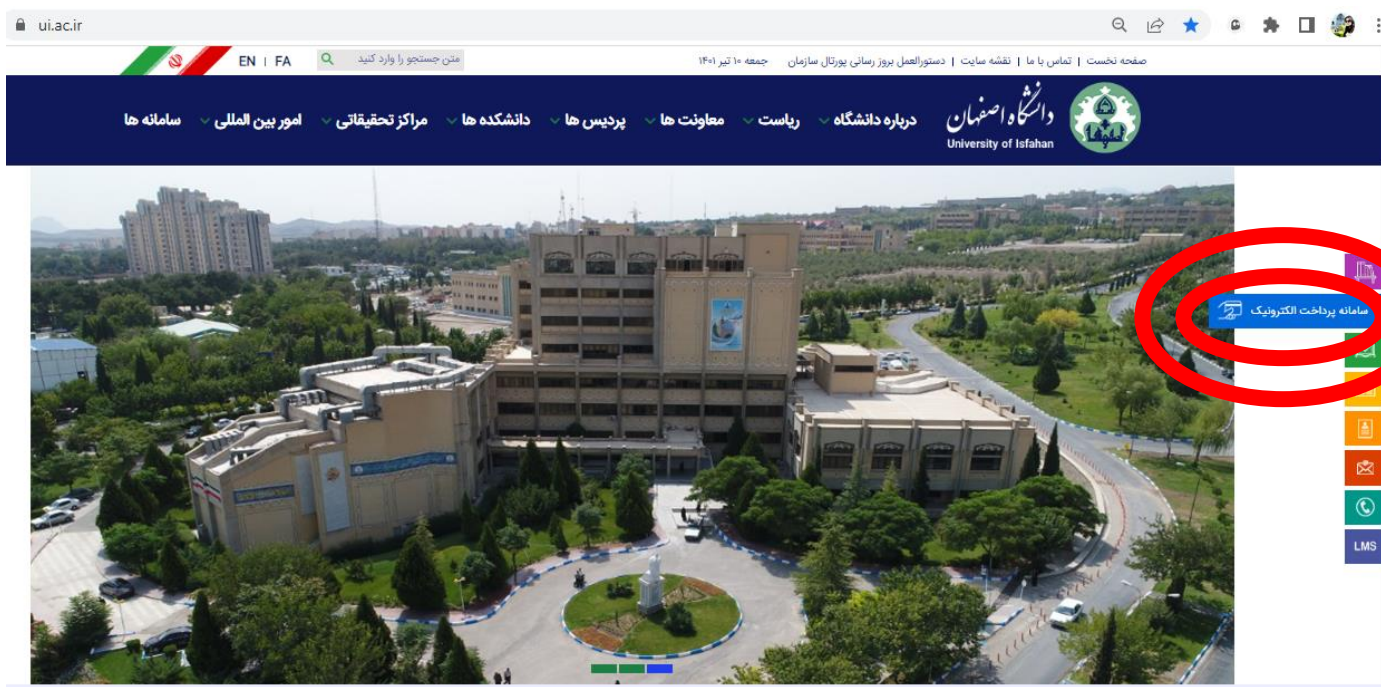 ui.ac.ir
صفحه نخست | تماس با ما | نقشه سایت | دستورالعمل بروز رسانی پورتال سازمان جمعه ۱۰ تیر ۱۴۰۱
متن جستجو را وارد کنید
EN | FA
دانشگاه اصفهان
University of Isfahan
درباره دانشگاه ریاست معاونت ها پردیس ها دانشکده ها مراکز تحقیقاتی امور بین المللی سامانه ها
سامانه پرداخت الکترونیک
LMS